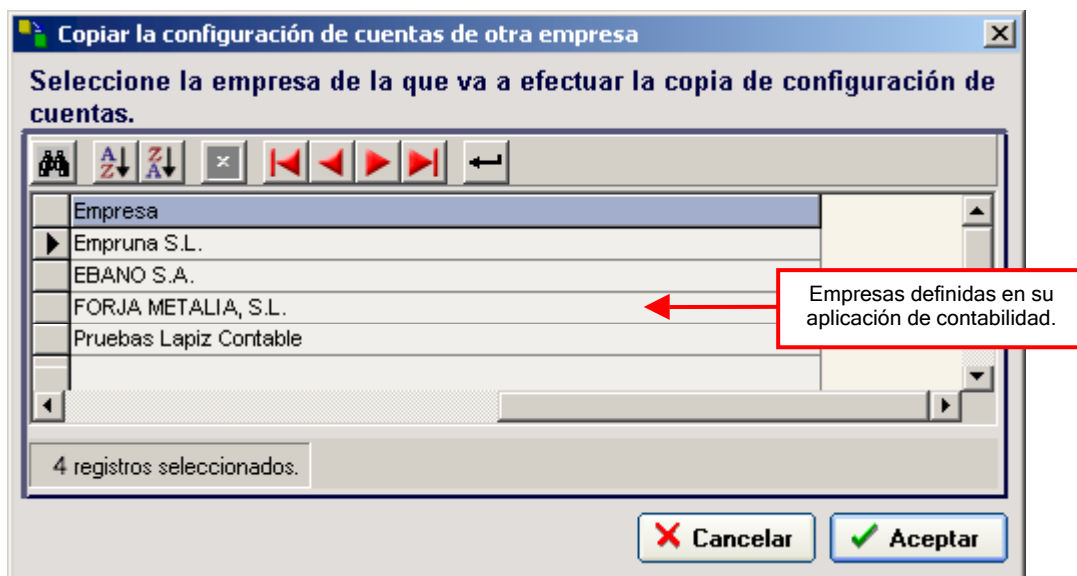 Copiar la configuración de cuentas de otra empresa
Seleccione la empresa de la que va a efectuar la copia de configuración de
cuentas.
A
Z
Z
A
Empresa
Empruna S.L.
EBANO S.A.
FORJA METALIA, S.L.
Pruebas Lapiz Contable
Empresas definidas en su
aplicación de contabilidad.
4 registros seleccionados.
Cancelar
Aceptar